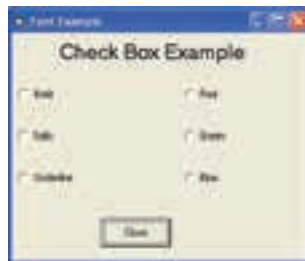 Font Example
Check Box Example
Bold Red
Italic Green
Underline Blue
Close